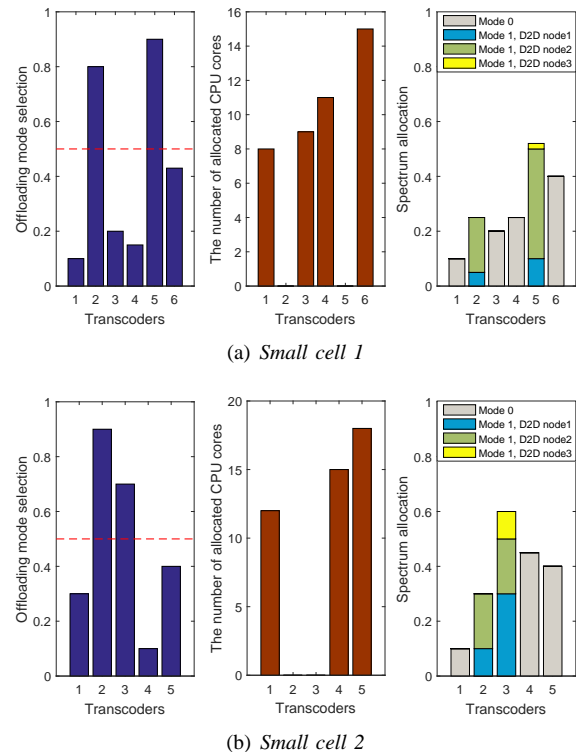 Offloading mode selection
1
0.8
0.6
0.4
0.2
0
1 2 3 4 5 6
Transcoders
The number of allocated CPU cores
16
14
12
10
8
6
4
2
0
1 2 3 4 5 6
Transcoders
Spectrum allocation
1
0.8
0.6
0.4
0.2
0
Mode 0
Mode 1, D2D node1
Mode 1, D2D node2
Mode 1, D2D node3
1 2 3 4 5 6
Transcoders
(a) Small cell 1
Offloading mode selection
1
0.8
0.6
0.4
0.2
0
1 2 3 4 5
Transcoders
The number of allocated CPU cores
20
15
10
5
0
1 2 3 4 5
Transcoders
Spectrum allocation
1
0.8
0.6
0.4
0.2
0
Mode 0
Mode 1, D2D node1
Mode 1, D2D node2
Mode 1, D2D node3
1 2 3 4 5
Transcoders
(b) Small cell 2